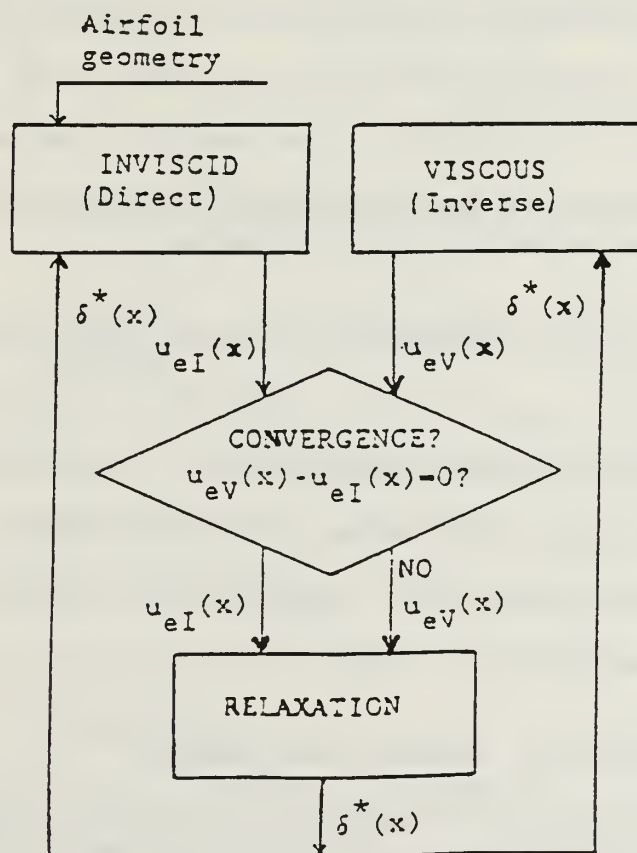 Airfoil
geometry
INVISCID
(Direct)
VISCOUS
(Inverse)
δ*(x)
u_eI(x)
u_eV(x)
δ*(x)
CONVERGENCE?
u_eV(x)-u_eI(x)=0?
NO
u_eI(x)
u_eV(x)
RELAXATION
δ*(x)